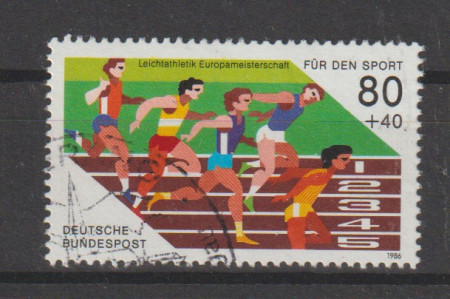 Leichtathletik Europameisterschaft
FÜR DEN SPORT
80
+40
1
2
3
4
5
DEUTSCHE
BUNDESPOST
1986